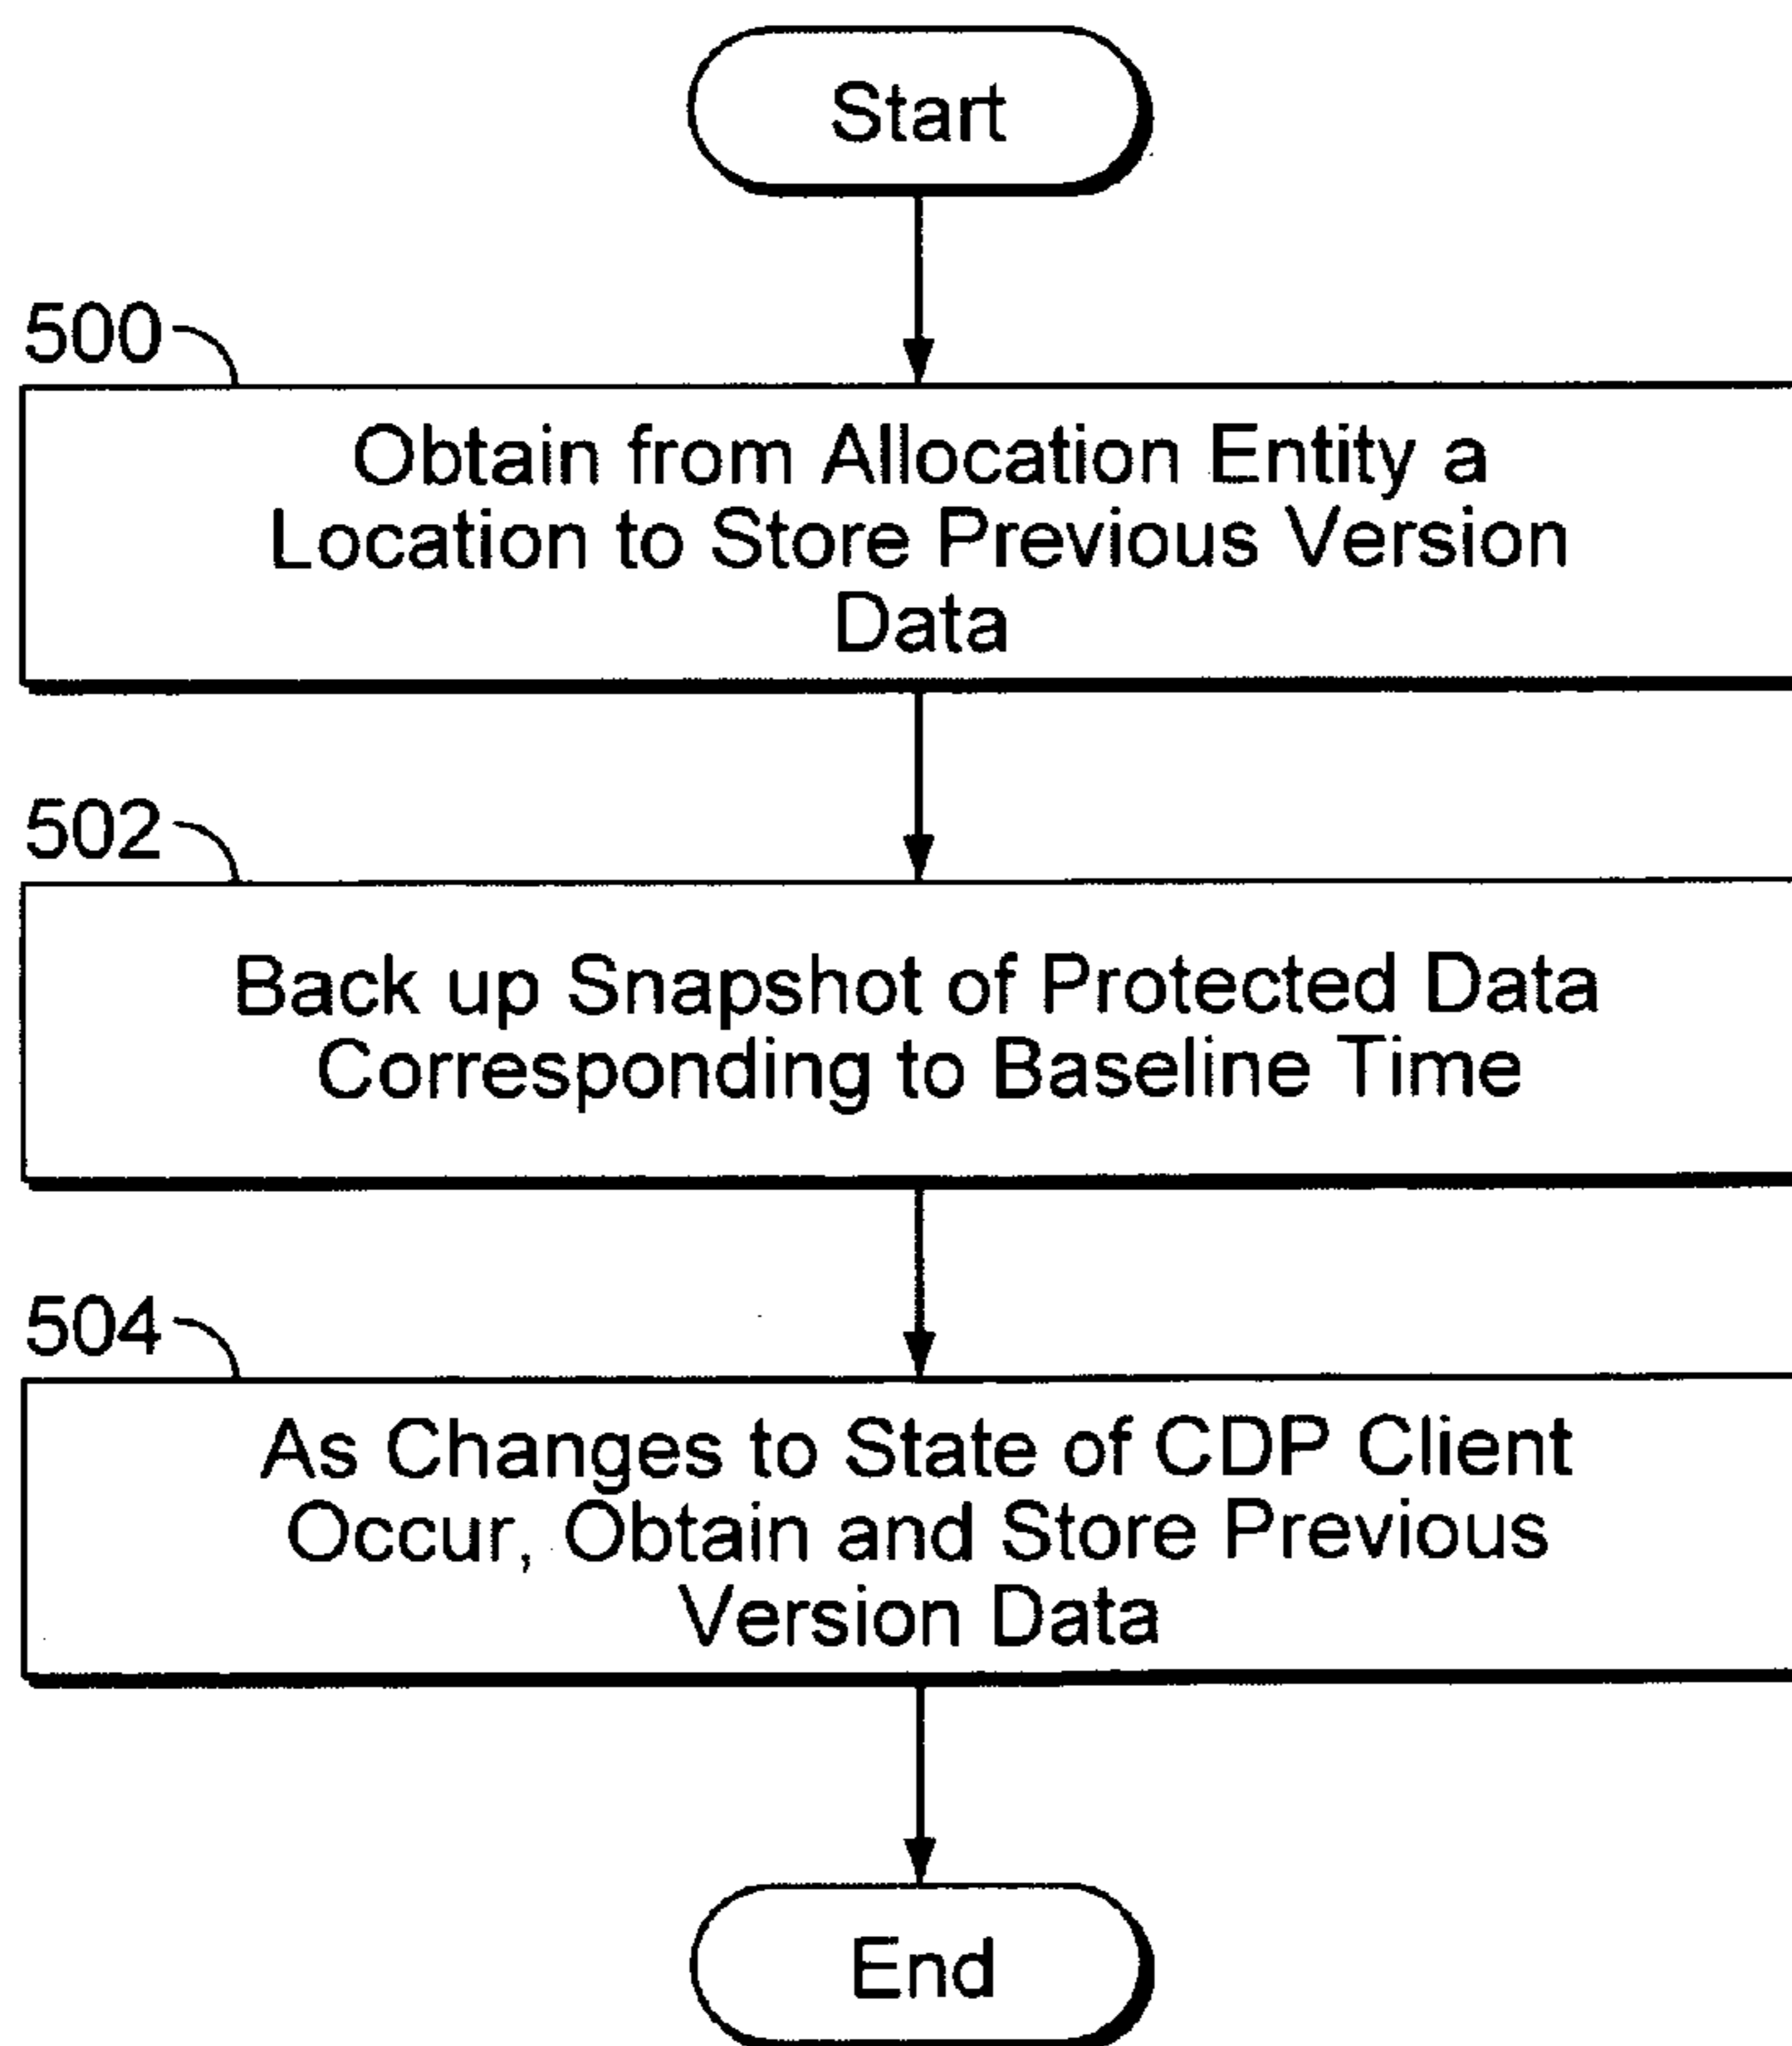 Start
500
Obtain from Allocation Entity a
Location to Store Previous Version
Data
502
Back up Snapshot of Protected Data
Corresponding to Baseline Time
504
As Changes to State of CDP Client
Occur, Obtain and Store Previous
Version Data
End